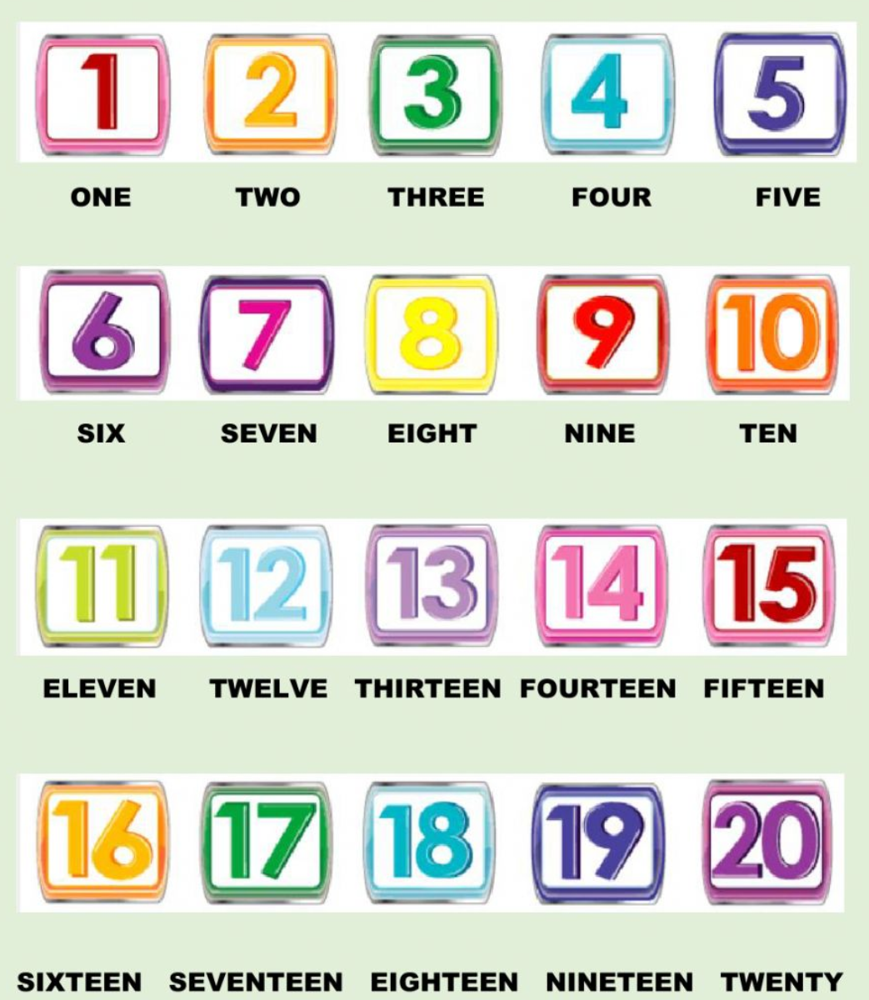 1 2 3 4 5
ONE TWO THREE FOUR FIVE
6 7 8 9 10
SIX SEVEN EIGHT NINE TEN
11 12 13 14 15
ELEVEN TWELVE THIRTEEN FOURTEEN FIFTEEN
16 17 18 19 20
SIXTEEN SEVENTEEN EIGHTEEN NINETEEN TWENTY